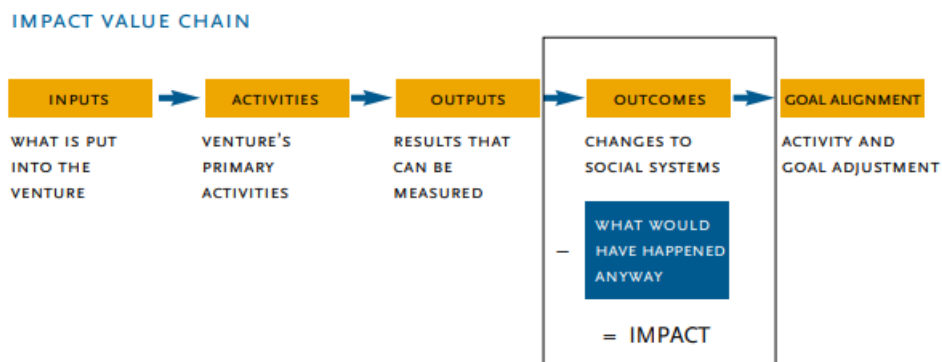 IMPACT VALUE CHAIN
INPUTS
ACTIVITIES
OUTPUTS
OUTCOMES
GOAL ALIGNMENT
WHAT IS PUT
INTO THE
VENTURE
VENTURE'S
PRIMARY
ACTIVITIES
RESULTS THAT
CAN BE
MEASURED
CHANGES TO
SOCIAL SYSTEMS
ACTIVITY AND
GOAL ADJUSTMENT
–
WHAT WOULD
HAVE HAPPENED
ANYWAY
= IMPACT